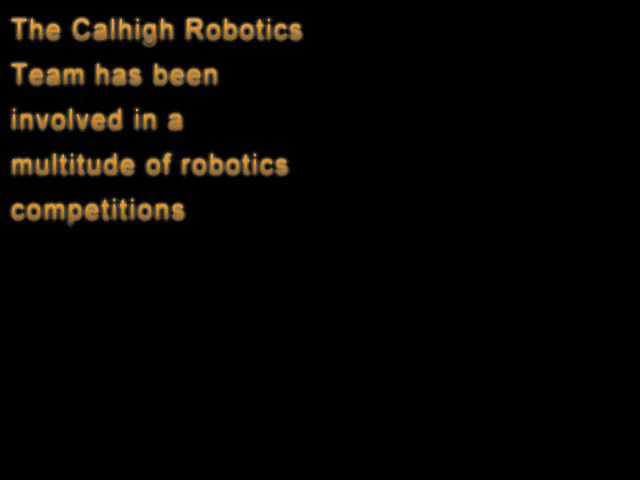 The Calhigh Robotics
Team has been
involved in a
multitude of robotics
competitions